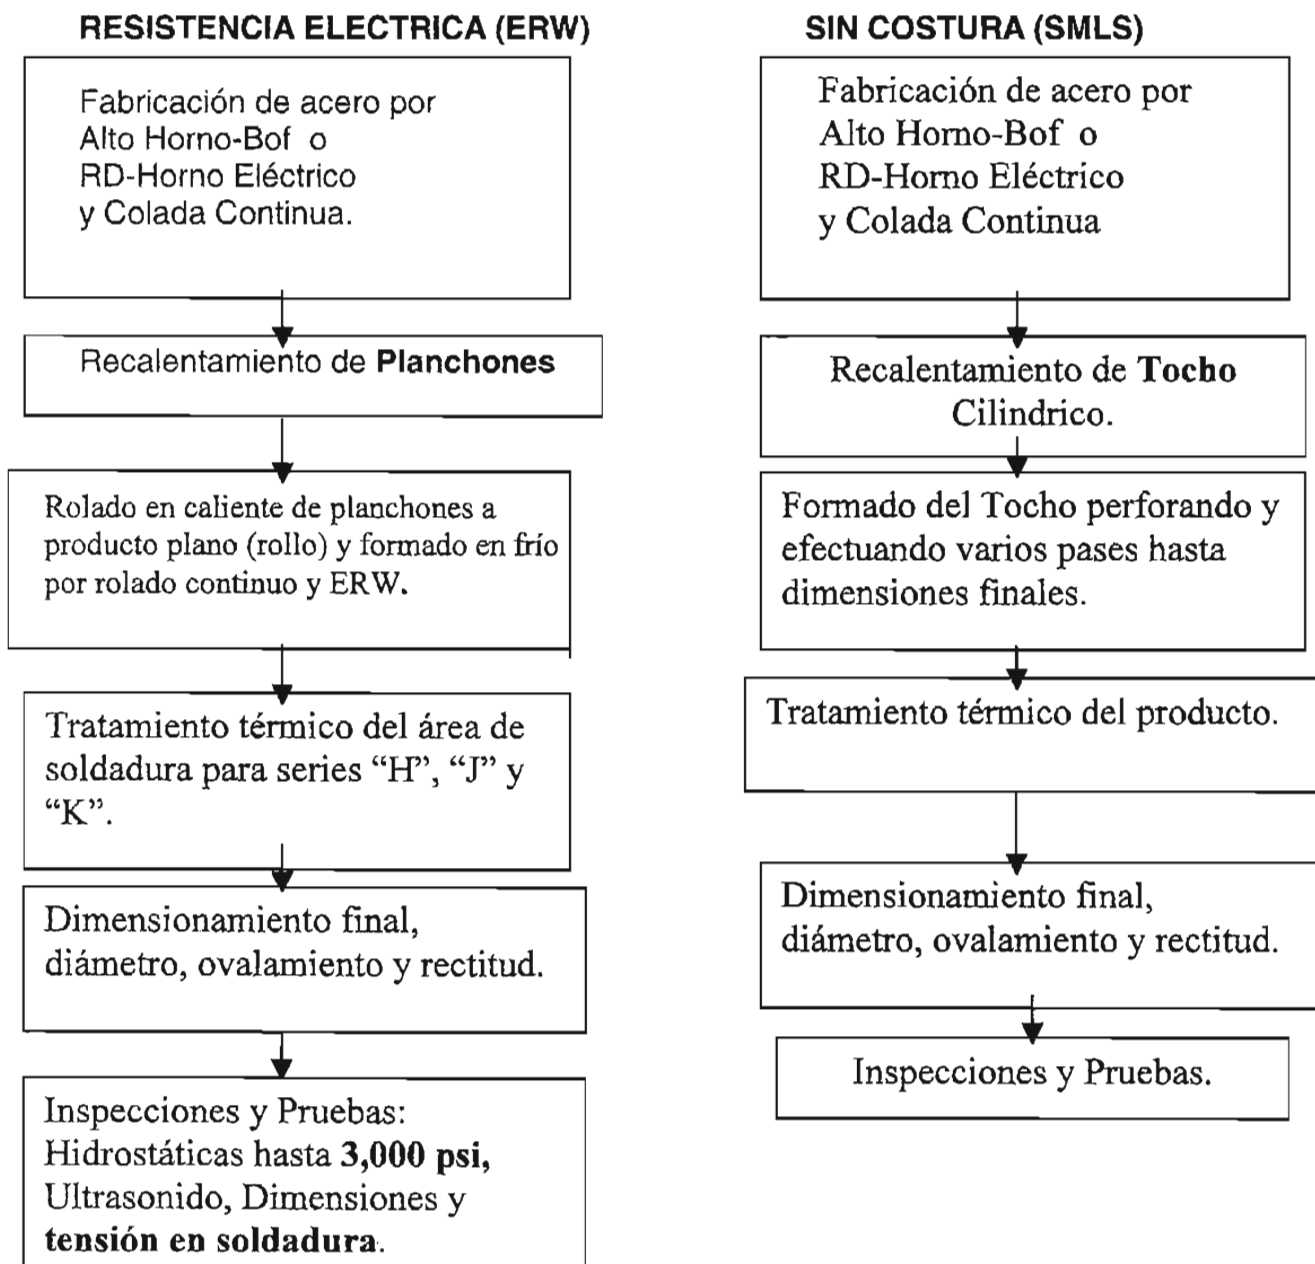 RESISTENCIA ELECTRICA (ERW)
Fabricación de acero por
Alto Horno-Bof o
RD-Horno Eléctrico
y Colada Continua.
Recalentamiento de Planchones
Rolado en caliente de planchones a
producto plano (rollo) y formado en frío
por rolado continuo y ERW.
Tratamiento térmico del área de
soldadura para series “H”, “J” y
“K”.
Dimensionamiento final,
diámetro, ovalamiento y rectitud.
Inspecciones y Pruebas:
Hidrostáticas hasta 3,000 psi,
Ultrasonido, Dimensiones y
tensión en soldadura.
SIN COSTURA (SMLS)
Fabricación de acero por
Alto Horno-Bof o
RD-Horno Eléctrico
y Colada Continua
Recalentamiento de Tocho
Cilindrico.
Formado del Tocho perforando y
efectuando varios pases hasta
dimensiones finales.
Tratamiento térmico del producto.
Dimensionamiento final,
diámetro, ovalamiento y rectitud.
Inspecciones y Pruebas.